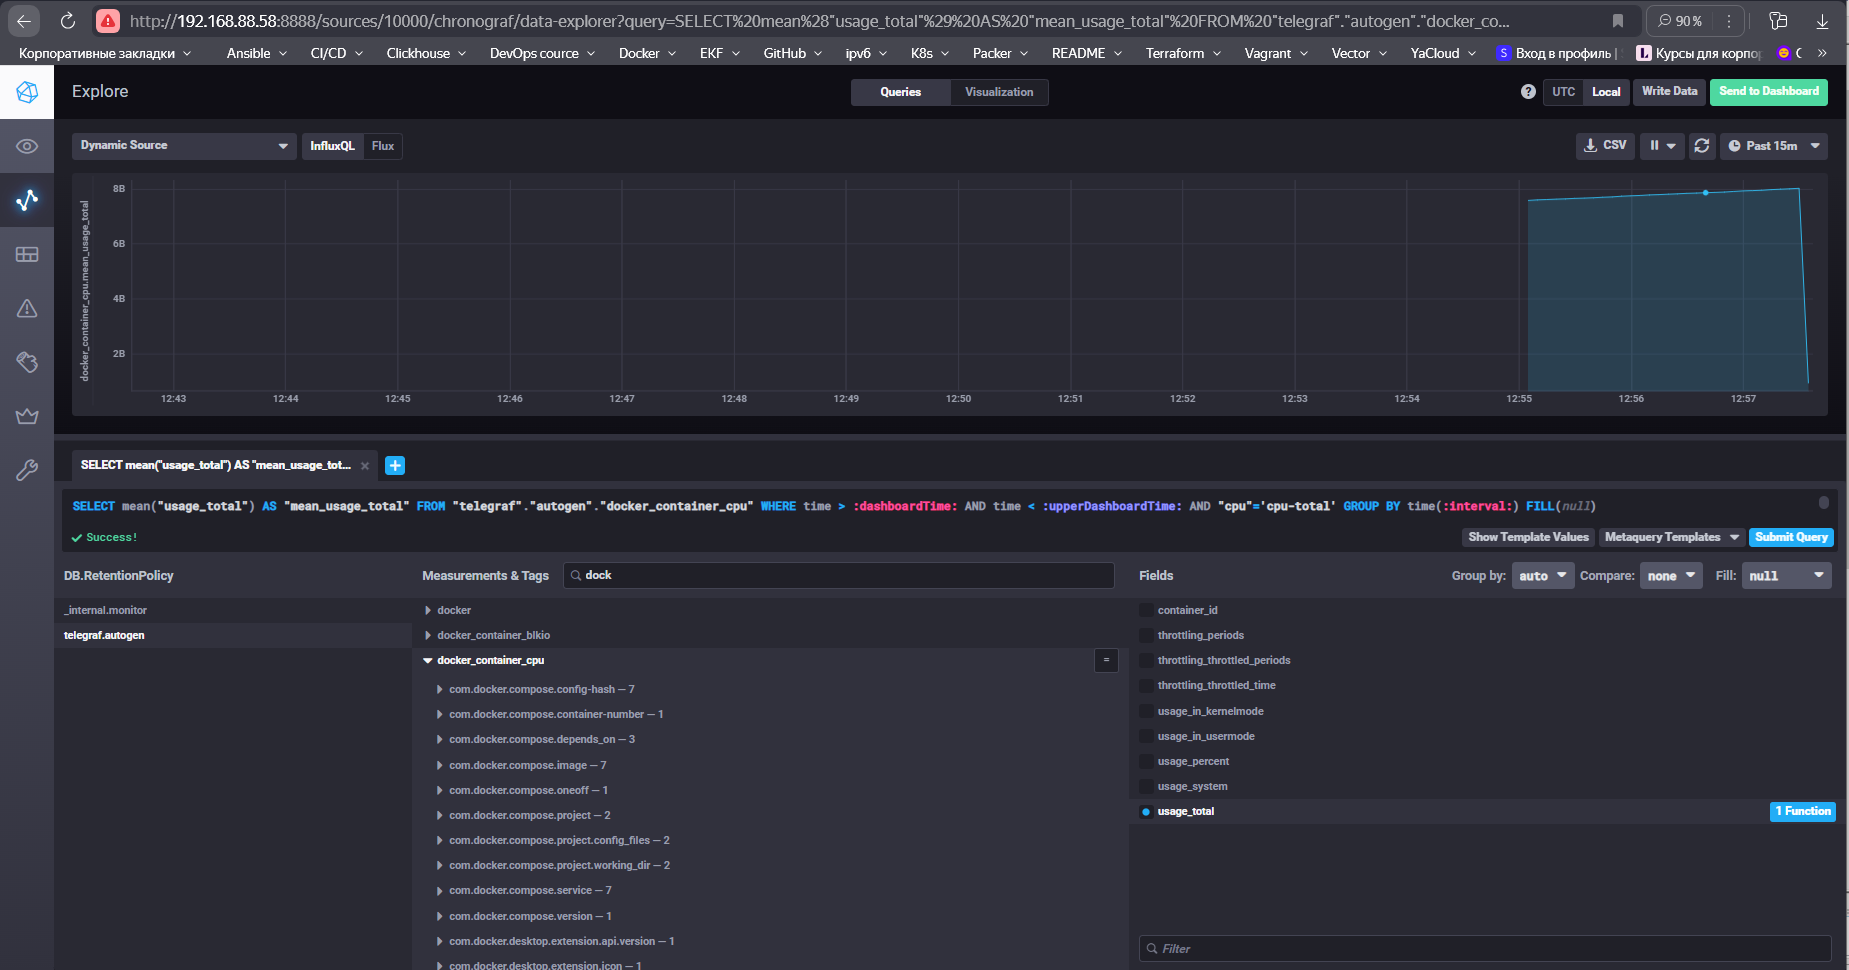 http://192.168.88.58:8888/sources/10000/chronograf/data-explorer?query=SELECT%20mean%28"usage_total"%29%20AS%20"mean_usage_total"%20FROM%20"telegraf"."autogen"."docker_co...
90 %
Корпоративные закладки
Ansible
CI/CD
Clickhouse
DevOps cource
Docker
EKF
GitHub
ipv6
K8s
Packer
README
Terraform
Vagrant
Vector
YaCloud
S Вход в профиль |
L Курсы для корпо
С
»
Explore
Queries
Visualization
?
UTC
Local
Write Data
Send to Dashboard
Dynamic Source
InfluxQL
Flux
CSV
Past 15m
docker_container_cpu.mean_usage_total
8B
6B
4B
2B
12:43
12:44
12:45
12:46
12:47
12:48
12:49
12:50
12:51
12:52
12:53
12:54
12:55
12:56
12:57
SELECT mean("usage_total") AS "mean_usage_tot...
×
+
SELECT mean("usage_total") AS "mean_usage_total" FROM "telegraf"."autogen"."docker_container_cpu" WHERE time > :dashboardTime: AND time < :upperDashboardTime: AND "cpu"='cpu-total' GROUP BY time(:interval:) FILL(null)
Success!
Show Template Values
Metaquery Templates
Submit Query
DB.RetentionPolicy
Measurements & Tags
dock
Fields
Group by:
auto
Compare:
none
Fill:
null
_internal.monitor
telegraf.autogen
docker
docker_container_blkio
docker_container_cpu
=
com.docker.compose.config-hash — 7
com.docker.compose.container-number — 1
com.docker.compose.depends_on — 3
com.docker.compose.image — 7
com.docker.compose.oneoff — 1
com.docker.compose.project — 2
com.docker.compose.project.config_files — 2
com.docker.compose.project.working_dir — 2
com.docker.compose.service — 7
com.docker.compose.version — 1
com.docker.desktop.extension.api.version — 1
com.docker.desktop.extension.icon — 1
container_id
throttling_periods
throttling_throttled_periods
throttling_throttled_time
usage_in_kernelmode
usage_in_usermode
usage_percent
usage_system
usage_total
1 Function
Filter